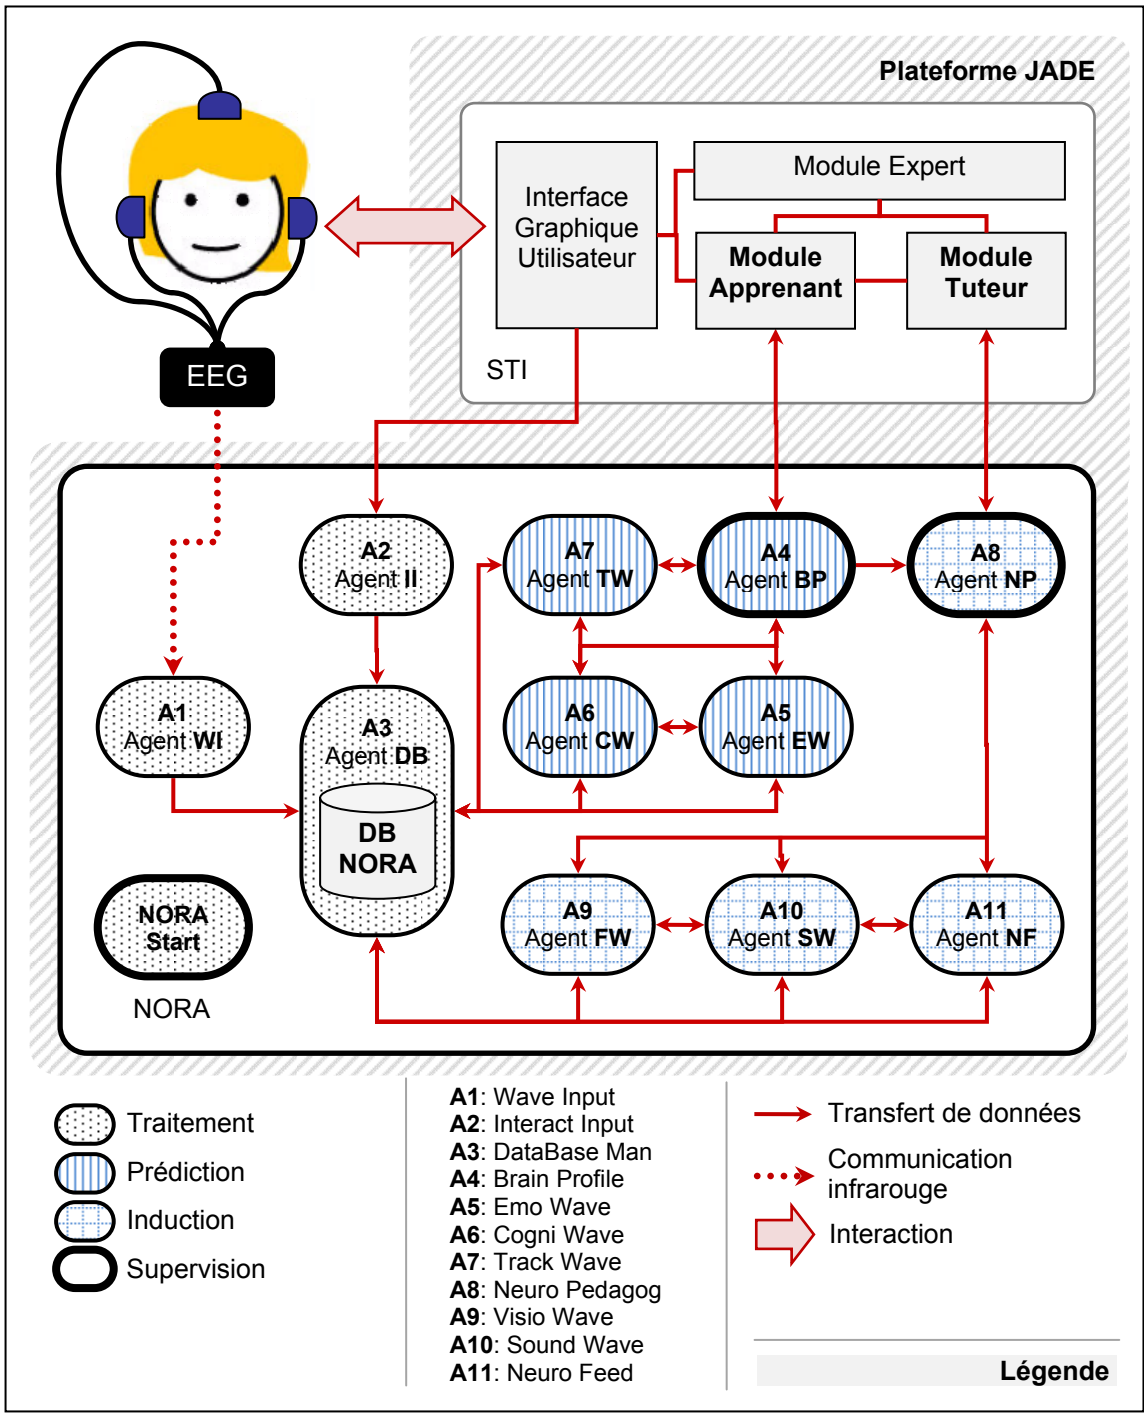 Plateforme JADE
Interface
Graphique
Utilisateur
Module Expert
Module
Apprenant
Module
Tuteur
STI
EEG
A2
Agent II
A7
Agent TW
A4
Agent BP
A8
Agent NP
A1
Agent WI
A3
Agent DB
DB
NORA
A6
Agent CW
A5
Agent EW
NORA
Start
A9
Agent FW
A10
Agent SW
A11
Agent NF
NORA
Traitement
Prédiction
Induction
Supervision
A1: Wave Input
A2: Interact Input
A3: DataBase Man
A4: Brain Profile
A5: Emo Wave
A6: Cogni Wave
A7: Track Wave
A8: Neuro Pedagog
A9: Visio Wave
A10: Sound Wave
A11: Neuro Feed
Transfert de données
Communication
infrarouge
Interaction
Légende